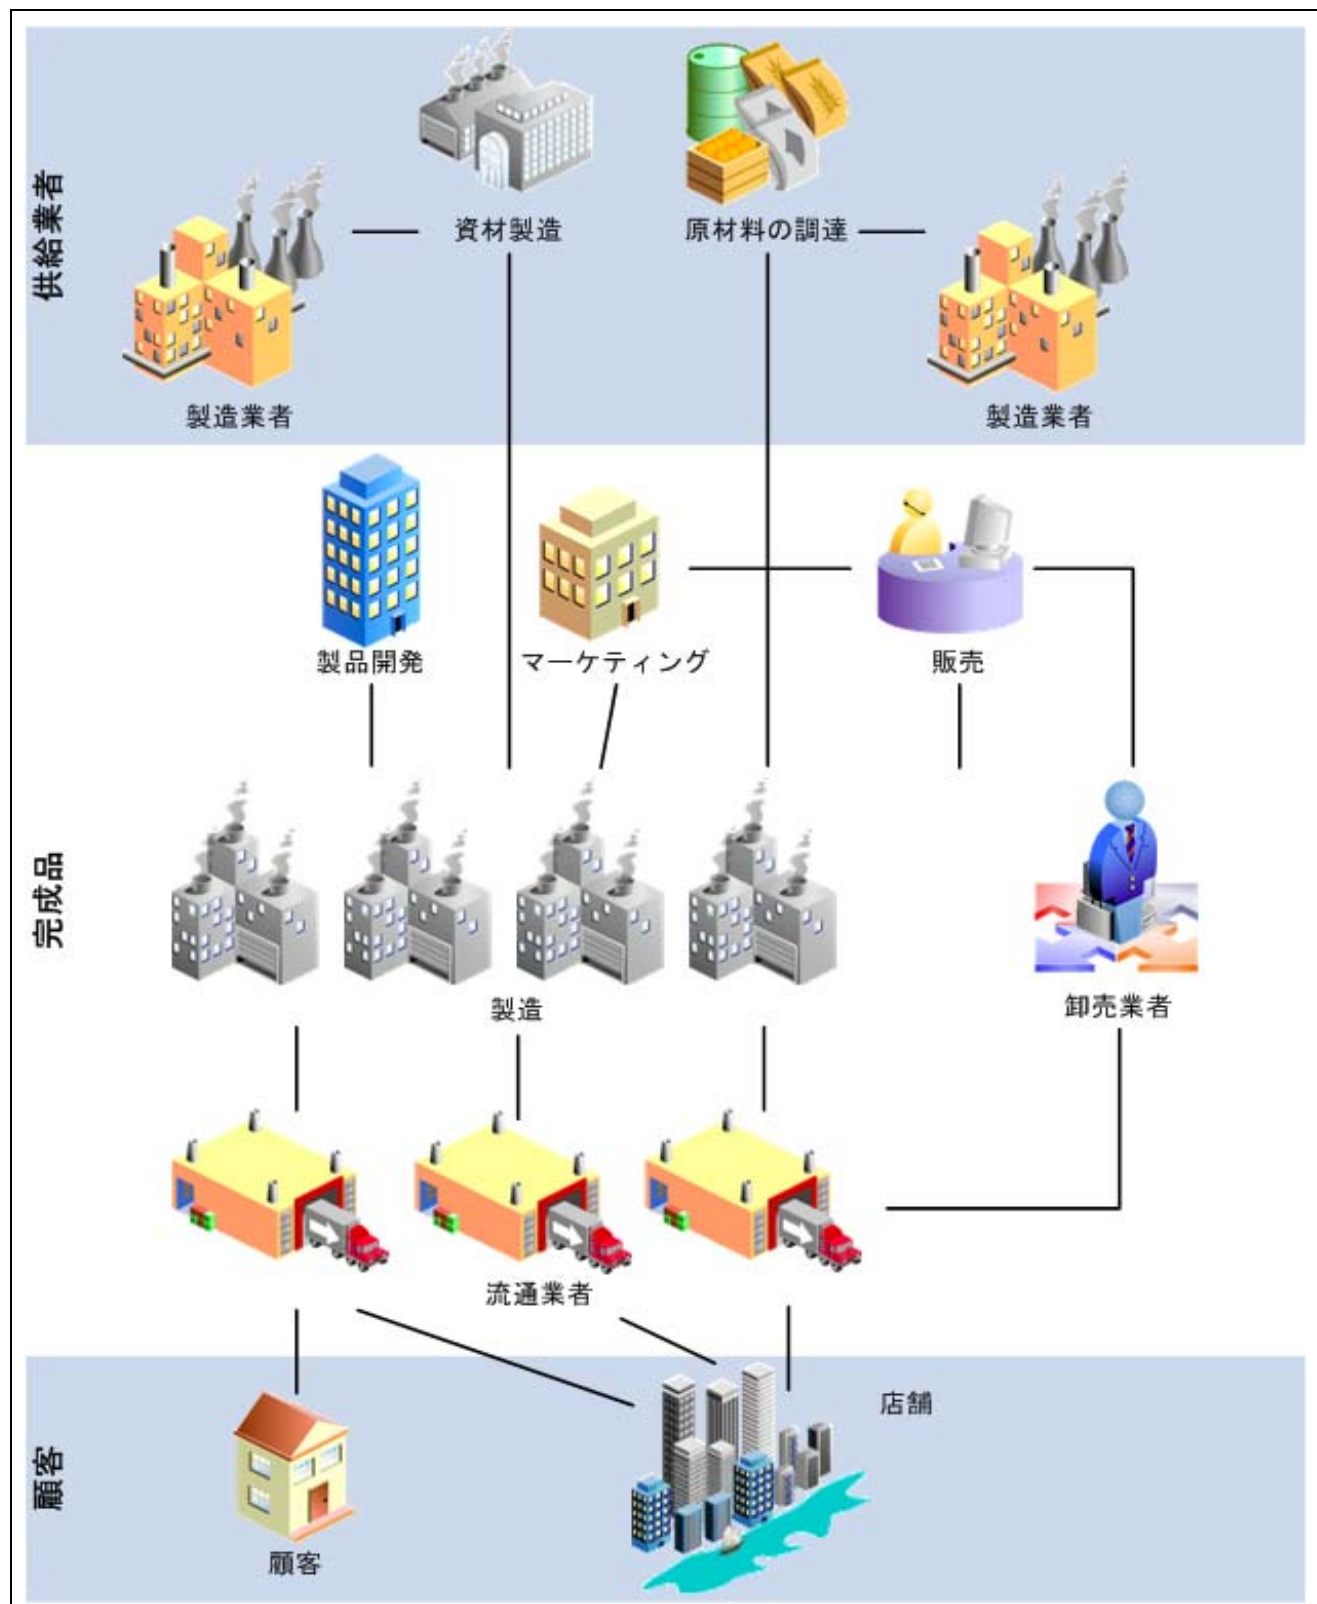 供給業者
資材製造
原材料の調達
製造業者
製造業者
完成品
製品開発
マーケティング
販売
製造
卸売業者
流通業者
顧客
店舗
顧客